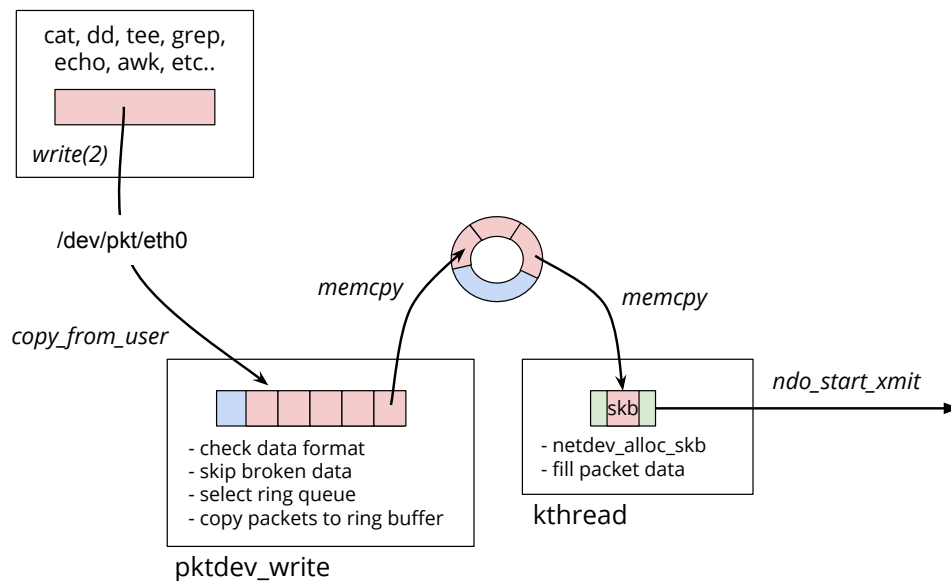 cat, dd, tee, grep,
echo, awk, etc..
write(2)
/dev/pkt/eth0
copy_from_user
memcpy
memcpy
- check data format
- skip broken data
- select ring queue
- copy packets to ring buffer
pktdev_write
skb
- netdev_alloc_skb
- fill packet data
kthread
ndo_start_xmit